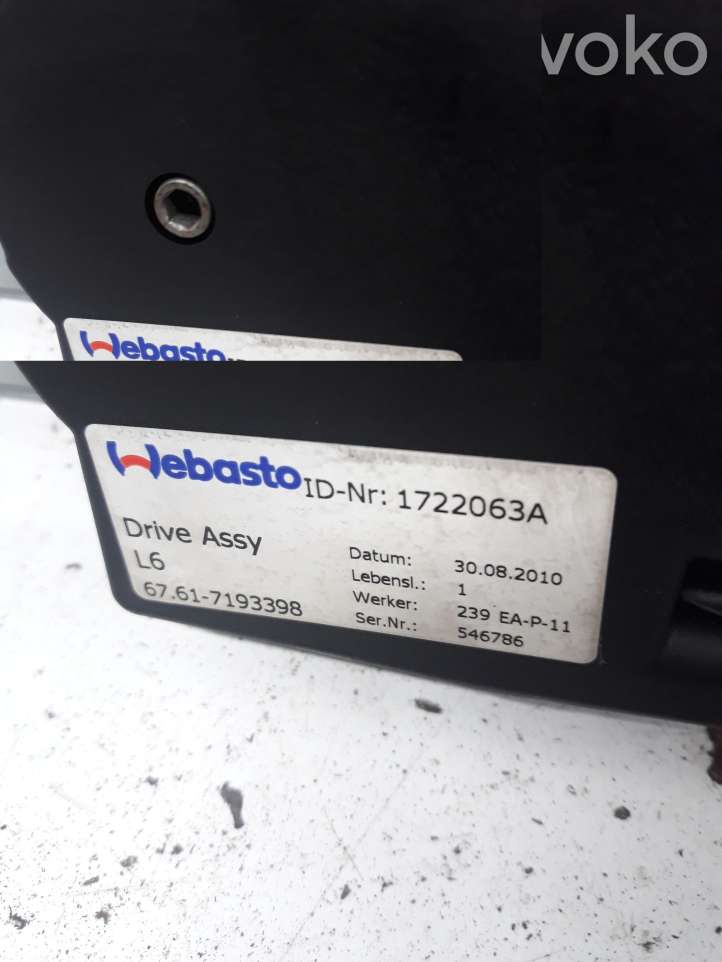 voko
Webasto
Webasto ID-Nr: 1722063A
Drive Assy
L6
67.61-7193398
Datum: 30.08.2010
Lebensl.: 1
Werker: 239 EA-P-11
Ser.Nr.: 546786